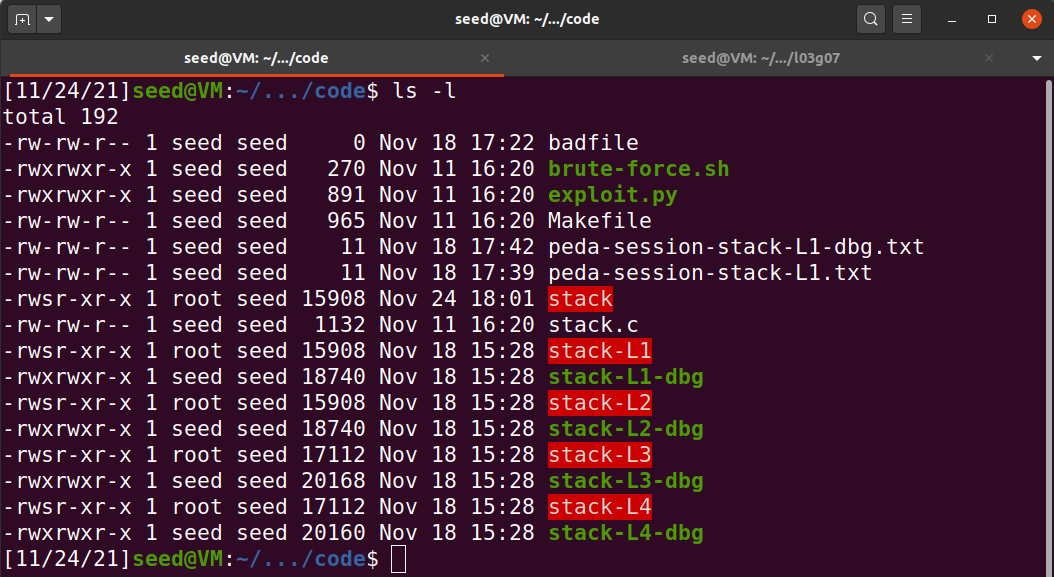 seed@VM: ~/.../code
seed@VM: ~/.../code
seed@VM: ~/.../l03g07
[11/24/21]seed@VM:~/.../code$ ls -l
total 192
-rw-rw-r-- 1 seed seed     0 Nov 18 17:22 badfile
-rwxrwxr-x 1 seed seed   270 Nov 11 16:20 brute-force.sh
-rwxrwxr-x 1 seed seed   891 Nov 11 16:20 exploit.py
-rw-rw-r-- 1 seed seed   965 Nov 11 16:20 Makefile
-rw-rw-r-- 1 seed seed    11 Nov 18 17:42 peda-session-stack-L1-dbg.txt
-rw-rw-r-- 1 seed seed    11 Nov 18 17:39 peda-session-stack-L1.txt
-rwsr-xr-x 1 root seed 15908 Nov 24 18:01 stack
-rw-rw-r-- 1 seed seed  1132 Nov 11 16:20 stack.c
-rwsr-xr-x 1 root seed 15908 Nov 18 15:28 stack-L1
-rwxrwxr-x 1 seed seed 18740 Nov 18 15:28 stack-L1-dbg
-rwsr-xr-x 1 root seed 15908 Nov 18 15:28 stack-L2
-rwxrwxr-x 1 seed seed 18740 Nov 18 15:28 stack-L2-dbg
-rwsr-xr-x 1 root seed 17112 Nov 18 15:28 stack-L3
-rwxrwxr-x 1 seed seed 20168 Nov 18 15:28 stack-L3-dbg
-rwsr-xr-x 1 root seed 17112 Nov 18 15:28 stack-L4
-rwxrwxr-x 1 seed seed 20160 Nov 18 15:28 stack-L4-dbg
[11/24/21]seed@VM:~/.../code$